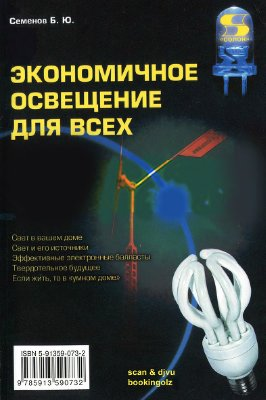 Семенов Б. Ю.
S
«СОЛОН»
ЭКОНОМИЧНОЕ
ОСВЕЩЕНИЕ
ДЛЯ ВСЕХ
Свет в вашем доме
Свет и его источники
Эффективные электронные балласты
Твердотельное будущее
Если жить, то в «умном доме»
ISBN 5-91359-073-2
9 785913 590732
scan & djvu
bookingolz